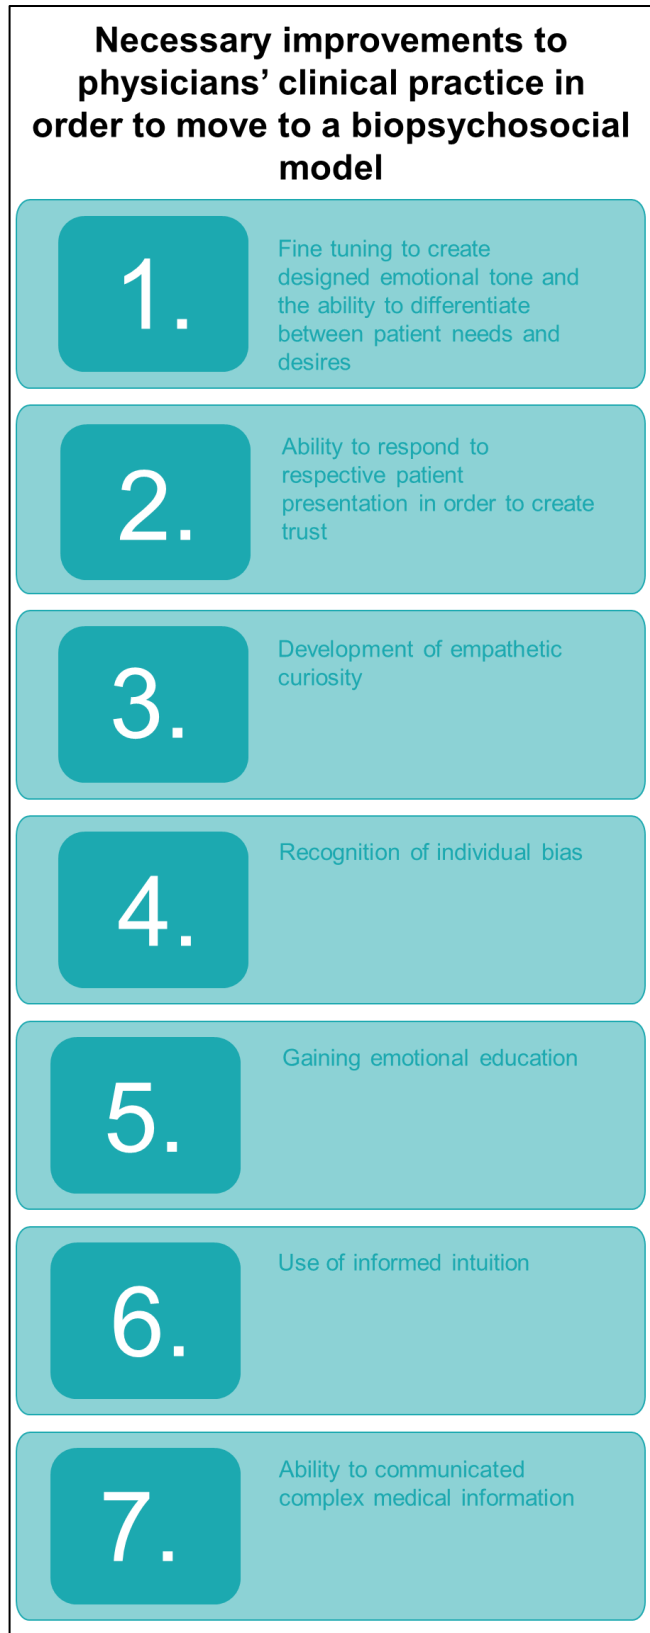 Necessary improvements to
physicians’ clinical practice in
order to move to a biopsychosocial
model
1.
Fine tuning to create
designed emotional tone and
the ability to differentiate
between patient needs and
desires
2.
Ability to respond to
respective patient
presentation in order to create
trust
3.
Development of empathetic
curiosity
4.
Recognition of individual bias
5.
Gaining emotional education
6.
Use of informed intuition
7.
Ability to communicated
complex medical information